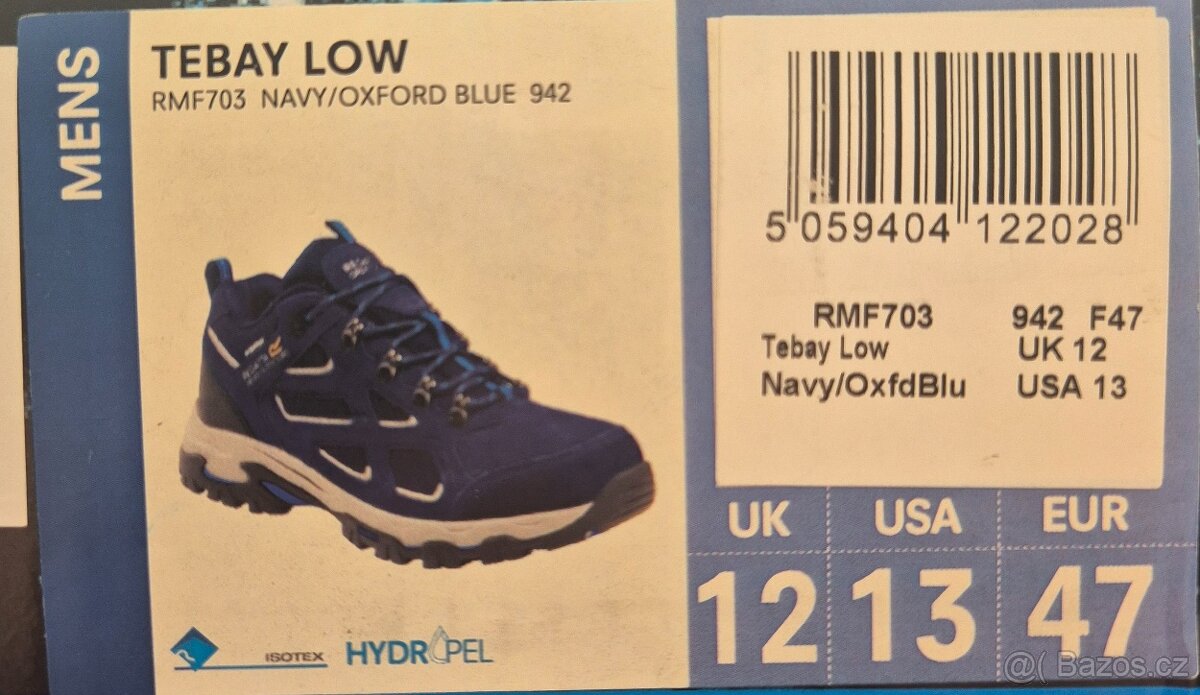 MENS
TEBAY LOW
RMF703 NAVY/OXFORD BLUE 942
ISOTEX
HYDROPEL
5 059404 122028
RMF703 942 F47
Tebay Low UK 12
Navy/OxfdBlu USA 13
UK USA EUR
12 13 47
@( Bazos.cz